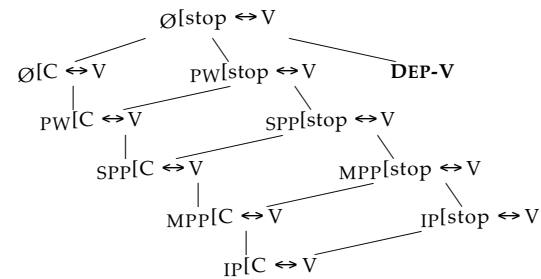 Ø[stop ↔ V
Ø[C ↔ V PW[stop ↔ V DEP-V
PW[C ↔ V SPP[stop ↔ V
SPP[C ↔ V MPP[stop ↔ V
MPP[C ↔ V IP[stop ↔ V
IP[C ↔ V